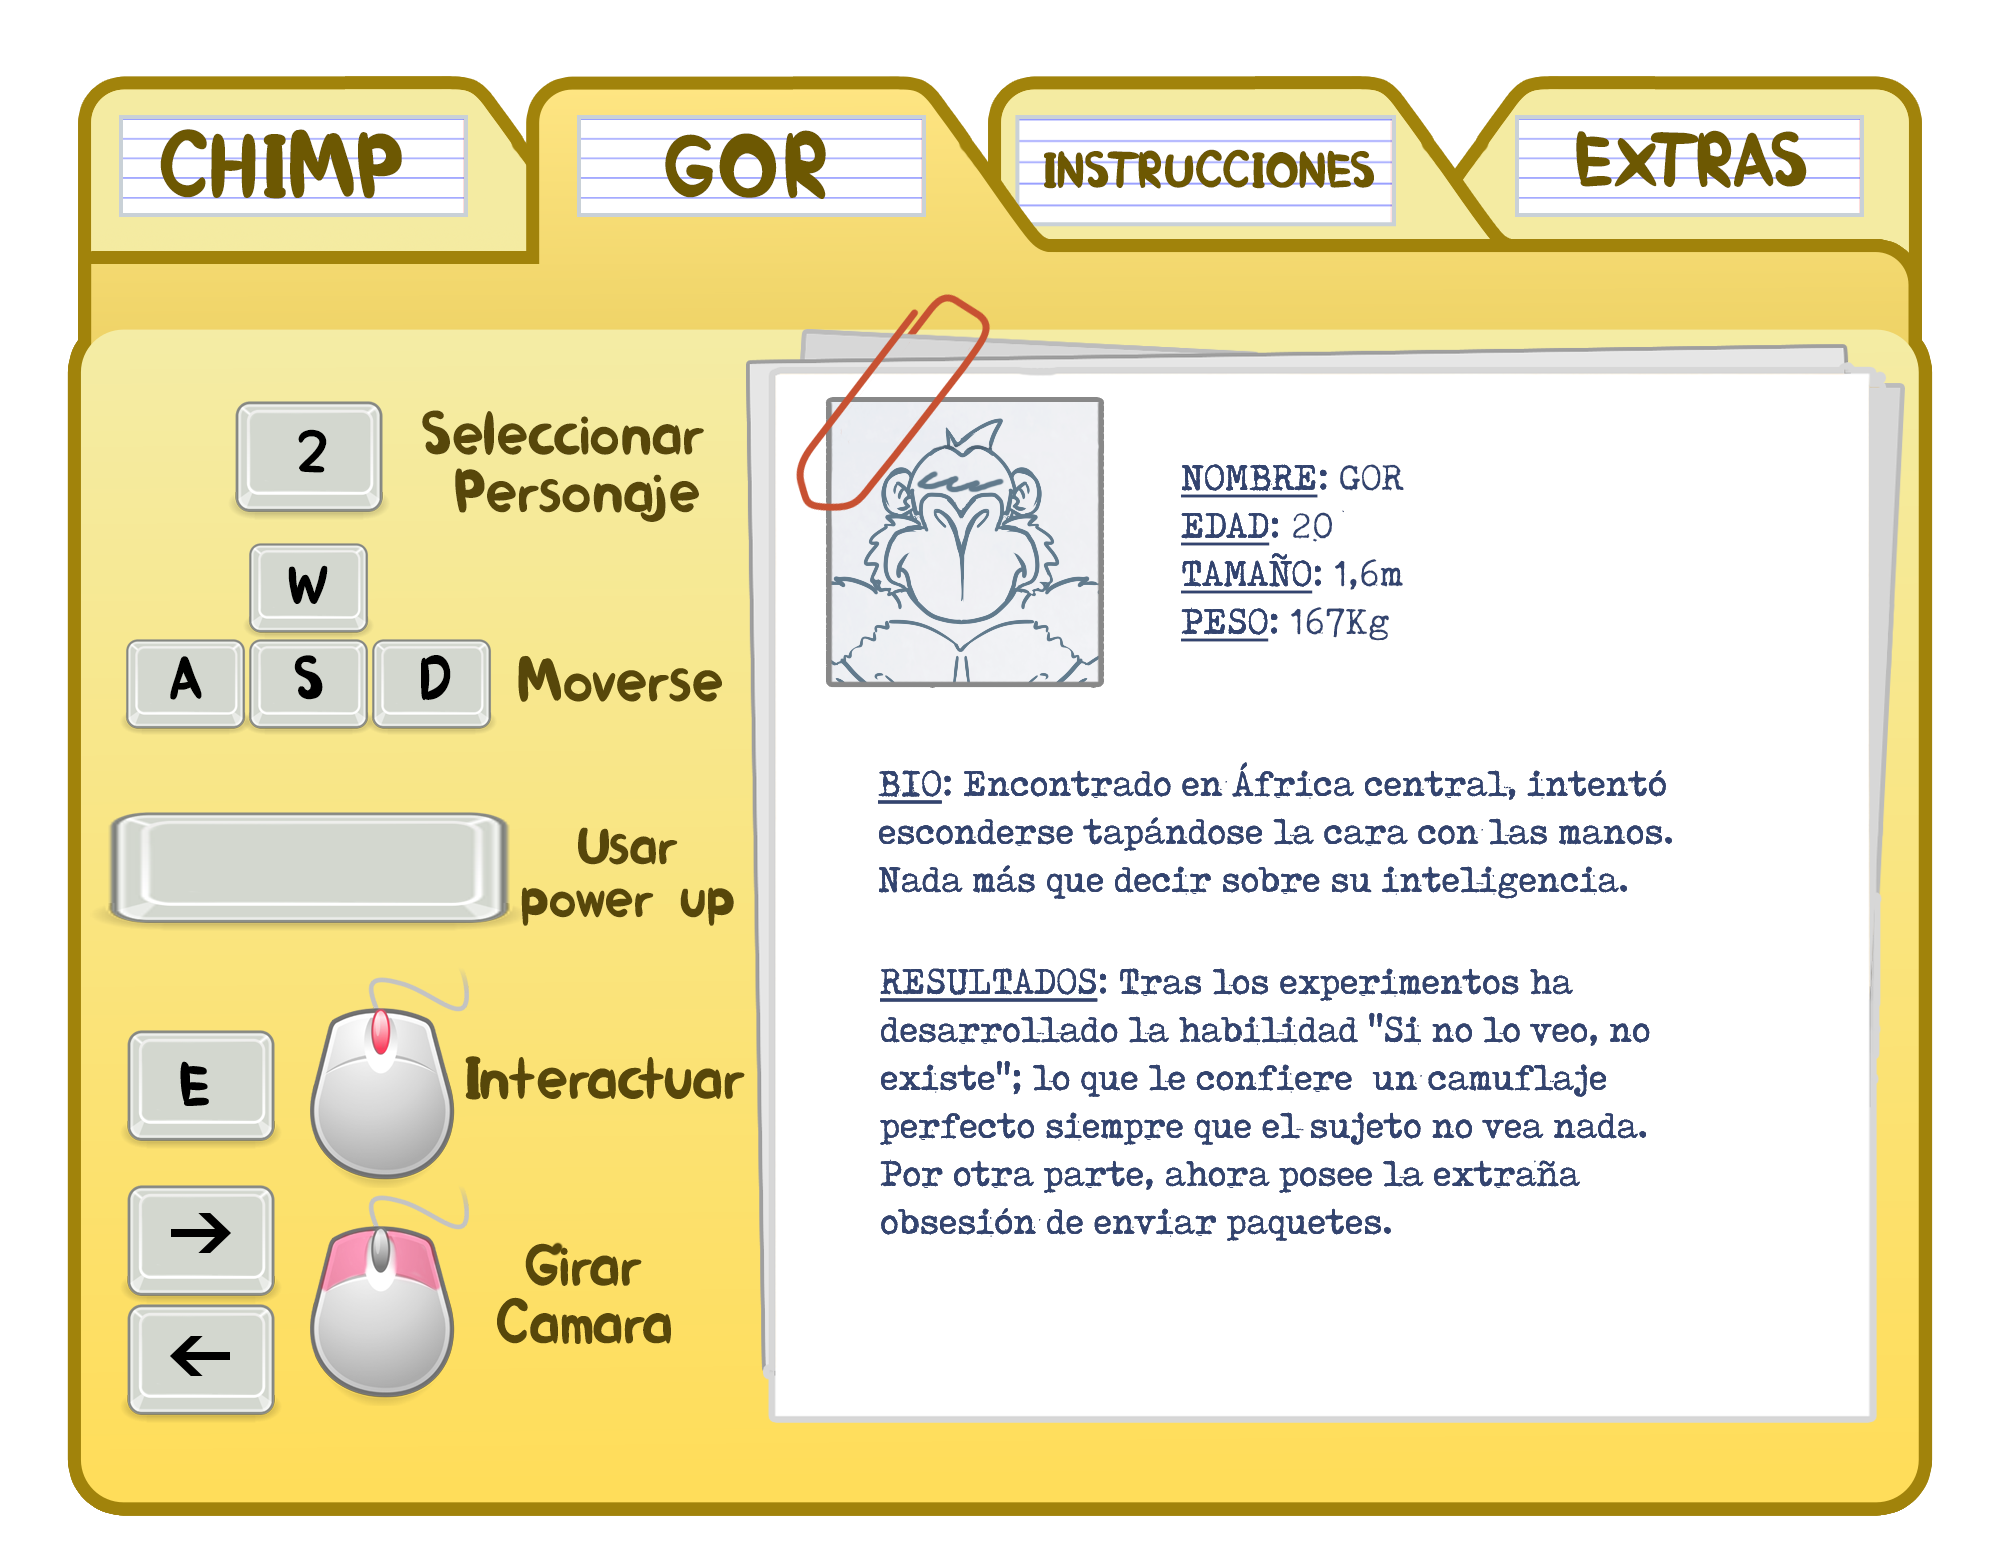 CHIMP
GOR
INSTRUCCIONES
EXTRAS
2
Seleccionar
Personaje
W
A S D
Moverse
Usar
power up
E
Interactuar
→
←
Girar
Camara
NOMBRE: GOR
EDAD: 20
TAMAÑO: 1,6m
PESO: 167Kg
BIO: Encontrado en África central, intentó
esconderse tapándose la cara con las manos.
Nada más que decir sobre su inteligencia.
RESULTADOS: Tras los experimentos ha
desarrollado la habilidad "Si no lo veo, no
existe"; lo que le confiere un camuflaje
perfecto siempre que el sujeto no vea nada.
Por otra parte, ahora posee la extraña
obsesión de enviar paquetes.